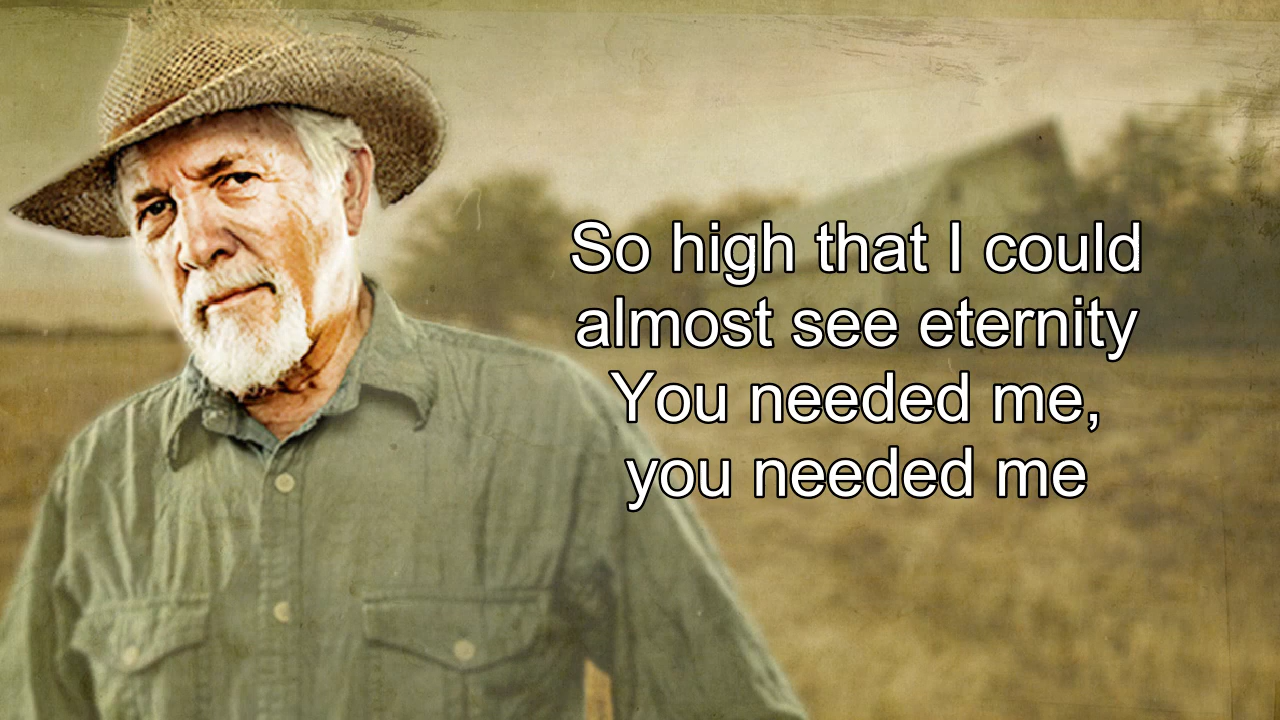 So high that I could
almost see eternity
You needed me,
you needed me